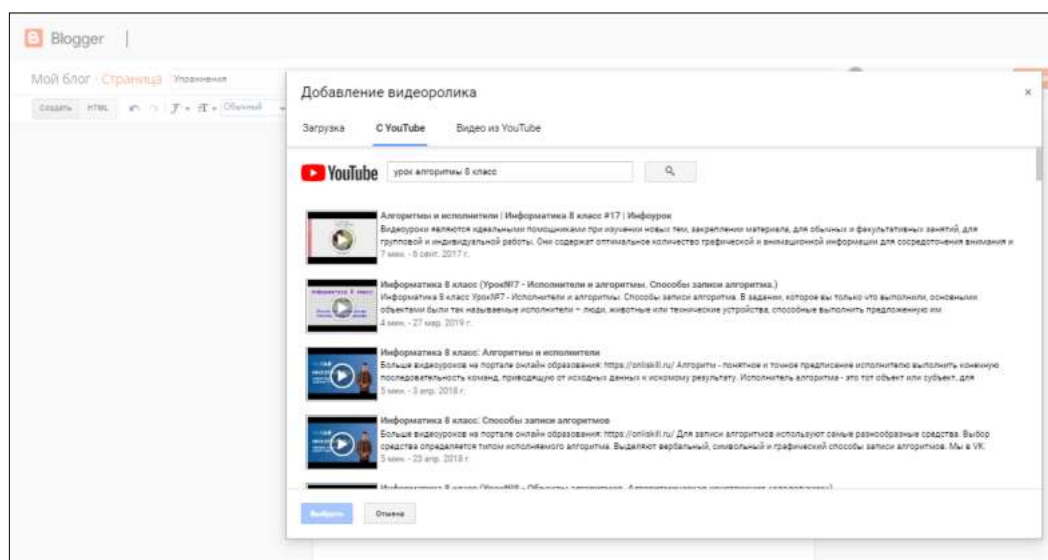 Blogger
Мой блог · Страница Упражнения
Создать HTML Обычный
Добавление видеоролика
Загрузка С YouTube Видео из YouTube
YouTube урок алгоритмы 8 класс
Алгоритмы и исполнители | Информатика 8 класс #17 | Инфоурок
Видеоуроки являются идеальными помощниками при изучении новых тем, закреплении материала, для обычных и факультативных занятий, для
групповой и индивидуальной работы. Они содержат оптимальное количество графической и анимационной информации для сосредоточения внимания и
7 мин. - 6 сент. 2017 г.
Информатика 8 класс (Урок№7 - Исполнители и алгоритмы. Способы записи алгоритма.)
Информатика 8 класс Урок№7 - Исполнители и алгоритмы. Способы записи алгоритма. В задании, которое вы только что выполнили, основными
объектами были так называемые исполнители – люди, животные или технические устройства, способные выполнить предложенную им
4 мин. - 27 мар. 2019 г.
Информатика 8 класс: Алгоритмы и исполнители
Больше видеоуроков на портале онлайн образования: https://onliskill.ru/ Алгоритм - понятное и точное предписание исполнителю выполнить конечную
последовательность команд, приводящую от исходных данных к искомому результату. Исполнитель алгоритма - это тот объект или субъект, для
5 мин. - 3 апр. 2018 г.
Информатика 8 класс: Способы записи алгоритмов
Больше видеоуроков на портале онлайн образования: https://onliskill.ru/ Для записи алгоритмов используют самые разнообразные средства. Выбор
средства определяется типом исполняемого алгоритма. Выделяют вербальный, символьный и графический способы записи алгоритмов. Мы в VK:
5 мин. - 23 апр. 2018 г.
Выбрать Отмена